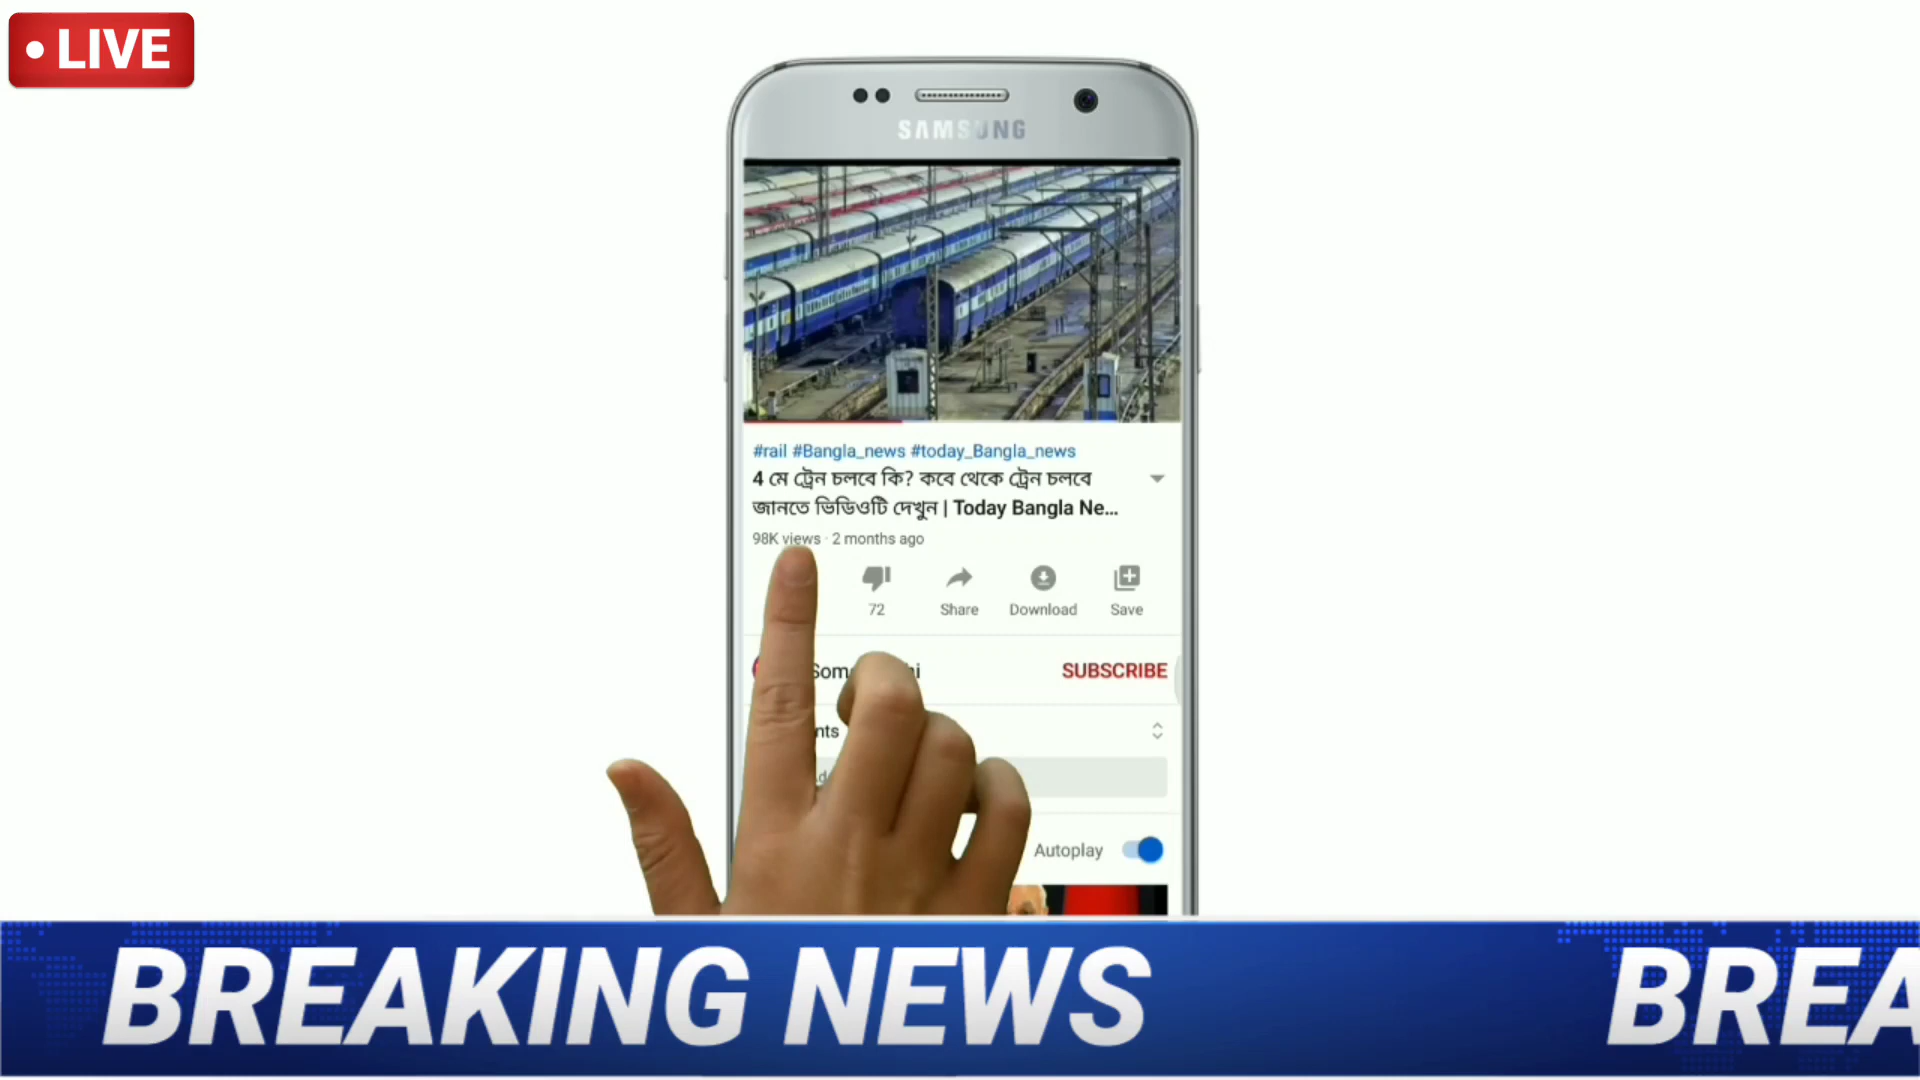 LIVE
SAMSUNG
#rail #Bangla_news #today_Bangla_news
4 মে ট্রেন চলবে কি? কবে থেকে ট্রেন চলবে
জানতে ভিডিওটি দেখুন | Today Bangla Ne...
98K views · 2 months ago
72
Share
Download
Save
SUBSCRIBE
Autoplay
BREAKING NEWS
BREA